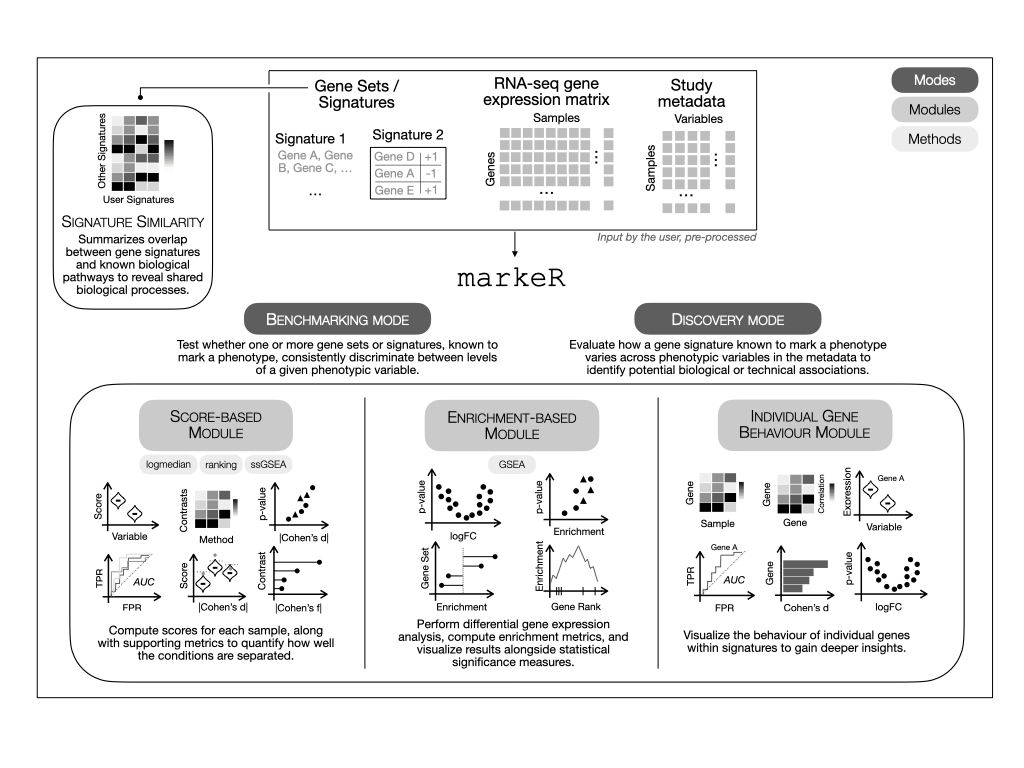 Gene Sets /
Signatures
RNA-seq gene
expression matrix
Study
metadata
Modes
Modules
Methods
Signature 1
Gene A, Gene
B, Gene C, ...
...
Signature 2
Gene D +1
Gene A -1
Gene E +1
Samples
Genes
...
...
Variables
Samples
...
...
Input by the user, pre-processed
Other Signatures
User Signatures
SIGNATURE SIMILARITY
Summarizes overlap
between gene signatures
and known biological
pathways to reveal shared
biological processes.
markeR
BENCHMARKING MODE
Test whether one or more gene sets or signatures, known to
mark a phenotype, consistently discriminate between levels
of a given phenotypic variable.
DISCOVERY MODE
Evaluate how a gene signature known to mark a phenotype
varies across phenotypic variables in the metadata to
identify potential biological or technical associations.
SCORE-BASED
MODULE
logmedian
ranking
ssGSEA
Score
Variable
Contrasts
Method
p-value
|Cohen's d|
TPR
AUC
FPR
Score
|Cohen's d|
Contrast
|Cohen's f|
Compute scores for each sample, along
with supporting metrics to quantify how well
the conditions are separated.
ENRICHMENT-BASED
MODULE
GSEA
p-value
logFC
p-value
Enrichment
Gene Set
Enrichment
Enrichment
Gene Rank
Perform differential gene expression
analysis, compute enrichment metrics, and
visualize results alongside statistical
significance measures.
INDIVIDUAL GENE
BEHAVIOUR MODULE
Gene
Sample
Gene
Gene
Correlation
Expression
Gene A
Variable
TPR
Gene A
AUC
FPR
Gene
Cohen's d
p-value
logFC
Visualize the behaviour of individual genes
within signatures to gain deeper insights.